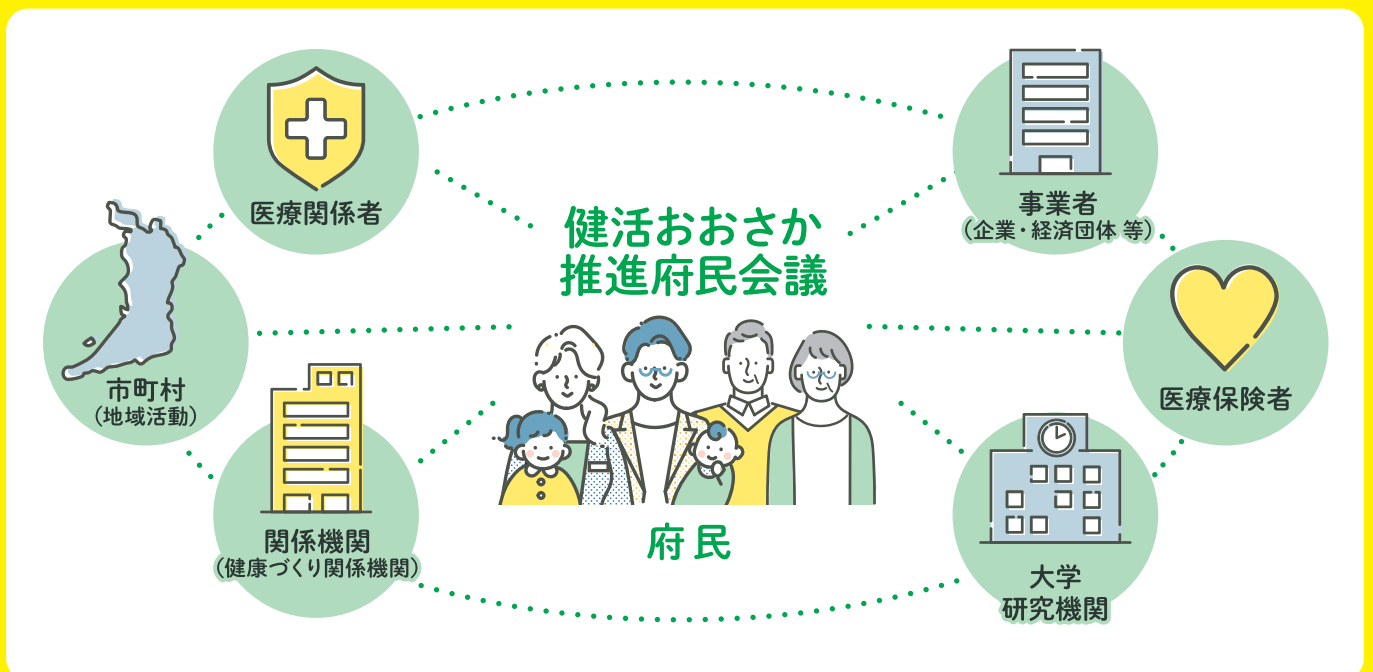 医療関係者
事業者
(企業・経済団体 等)
健活おおさか
推進府民会議
市町村
(地域活動)
医療保険者
関係機関
(健康づくり関係機関)
府民
大学
研究機関